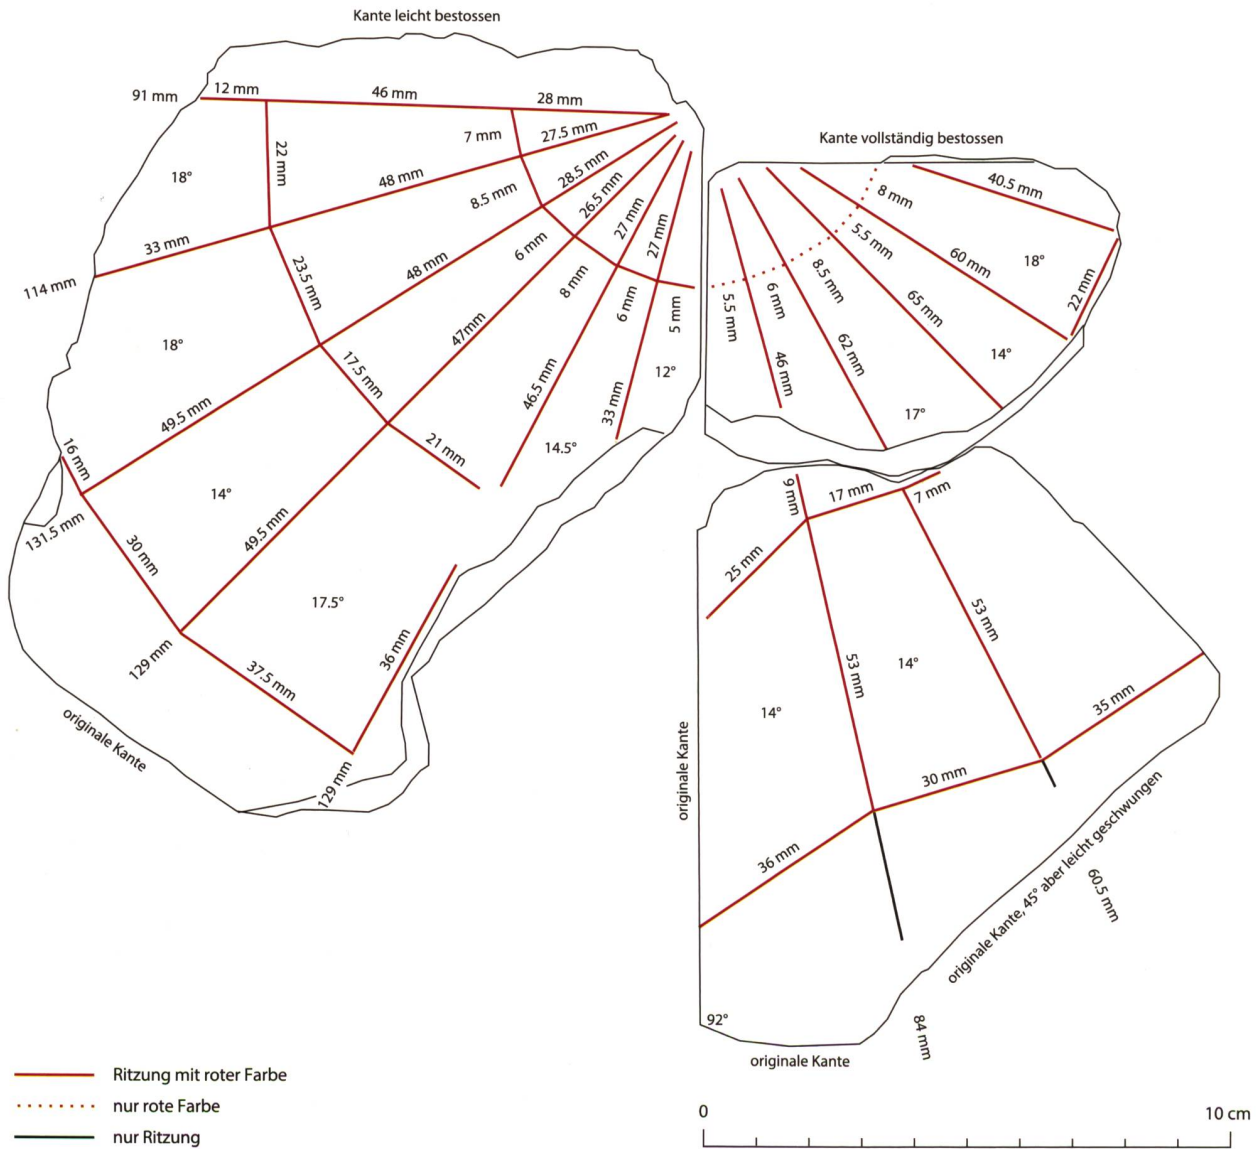 Kante leicht bestossen
91 mm
12 mm
46 mm
28 mm
7 mm
27.5 mm
22 mm
18°
48 mm
28.5 mm
8.5 mm
26.5 mm
27 mm
27 mm
33 mm
114 mm
23.5 mm
48 mm
6 mm
8 mm
6 mm
5 mm
18°
17.5 mm
47mm
46.5 mm
33 mm
12°
49.5 mm
21 mm
14.5°
16 mm
14°
131.5 mm
30 mm
49.5 mm
17.5°
129 mm
37.5 mm
36 mm
129 mm
originale Kante
Kante vollständig bestossen
40.5 mm
8 mm
5.5 mm
60 mm
18°
22 mm
8.5 mm
6 mm
5.5 mm
65 mm
62 mm
46 mm
14°
17°
9 mm
17 mm
7 mm
25 mm
53 mm
53 mm
14°
14°
35 mm
30 mm
36 mm
originale Kante
originale Kante, 45° aber leicht geschwungen
60.5 mm
84 mm
92°
originale Kante
Ritzung mit roter Farbe
nur rote Farbe
nur Ritzung
0
10 cm